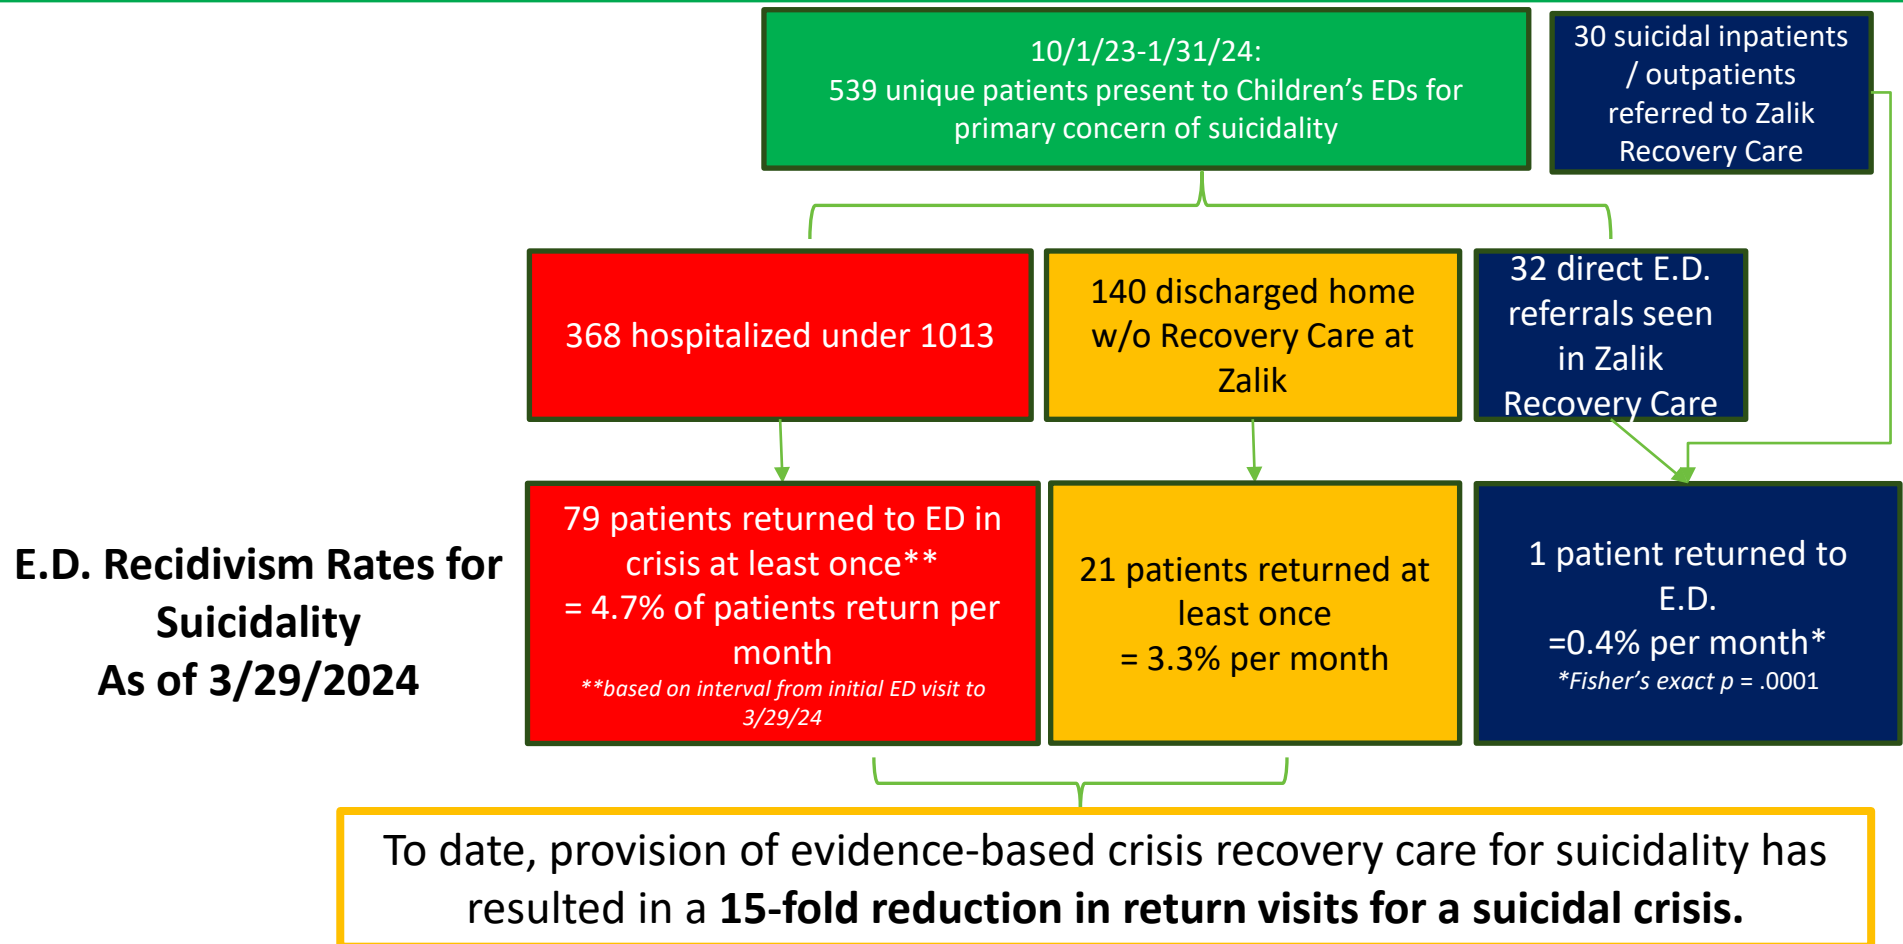 10/1/23-1/31/24:
539 unique patients present to Children's EDs for
primary concern of suicidality
30 suicidal inpatients
/ outpatients
referred to Zalik
Recovery Care
368 hospitalized under 1013
140 discharged home
w/o Recovery Care at
Zalik
32 direct E.D.
referrals seen
in Zalik
Recovery Care
E.D. Recidivism Rates for
Suicidality
As of 3/29/2024
79 patients returned to ED in
crisis at least once**
= 4.7% of patients return per
month
**based on interval from initial ED visit to
3/29/24
21 patients returned at
least once
= 3.3% per month
1 patient returned to
E.D.
=0.4% per month*
*Fisher's exact p = .0001
To date, provision of evidence-based crisis recovery care for suicidality has
resulted in a 15-fold reduction in return visits for a suicidal crisis.